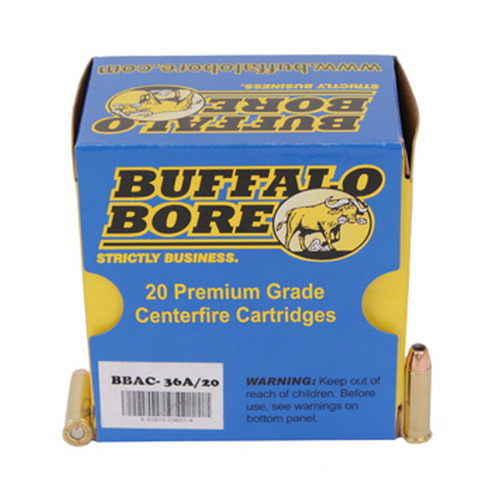 www.buffalobore.com
STRICTLY BUSINESS.
BUFFALO
BORE
BUFFALO
BORE
STRICTLY BUSINESS.
20 Premium Grade
Centerfire Cartridges
BBAC-36A/20
WARNING: Keep out of
reach of children. Before
use, see warnings on
bottom panel.